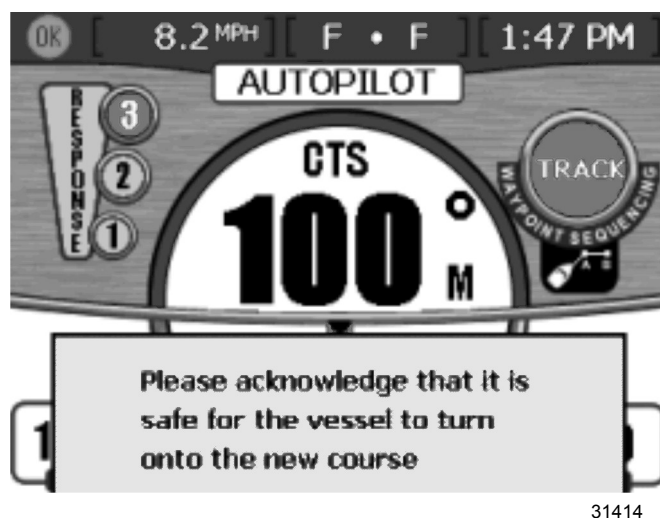 OK [ 8.2 MPH ] [ F • F ] [ 1:47 PM ]
AUTOPILOT
RESPONSE
3
2
1
CTS
100°
M
TRACK
WAYPOINT SEQUENCING
A B
Please acknowledge that it is
safe for the vessel to turn
onto the new course
31414